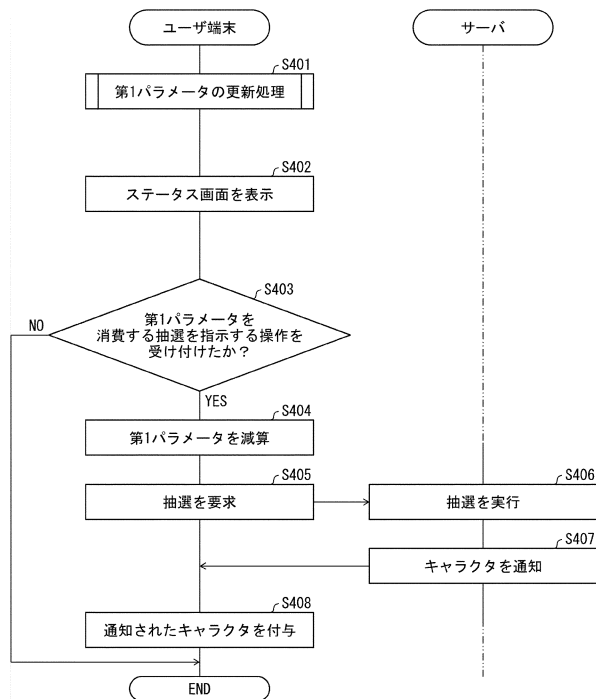 ユーザ端末
サーバ
S401
第1パラメータの更新処理
S402
ステータス画面を表示
S403
第1パラメータを
消費する抽選を指示する操作を
受け付けたか？
NO
YES
S404
第1パラメータを減算
S405
抽選を要求
S406
抽選を実行
S407
キャラクタを通知
S408
通知されたキャラクタを付与
END